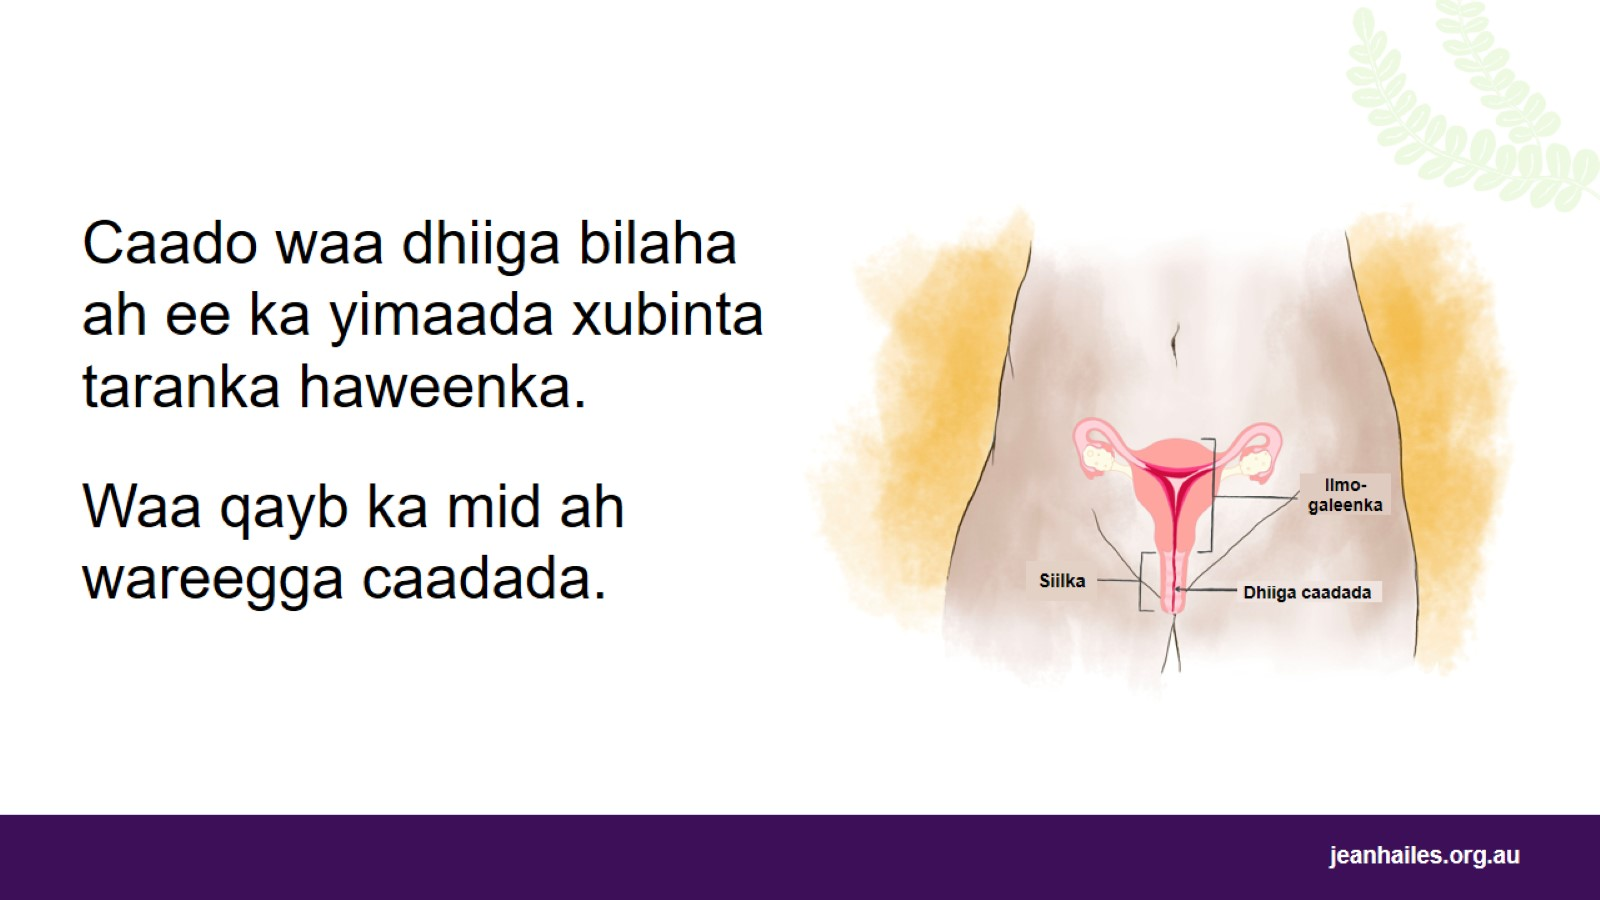 Caado waa dhiiga bilaha
ah ee ka yimaada xubinta
taranka haweenka.
Waa qayb ka mid ah
wareegga caadada.
Ilmo-
galeenka
Siilka
Dhiiga caadada
jeanhailes.org.au